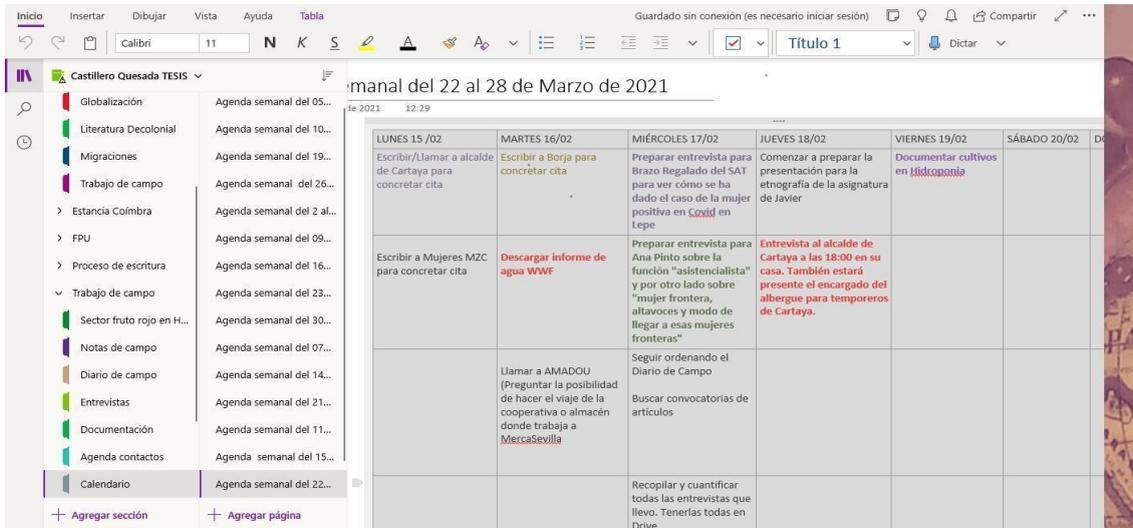 Inicio Insertar Dibujar Vista Ayuda Tabla
Guardado sin conexión (es necesario iniciar sesión) Compartir
Calibri 11 N K S A A Título 1 Dictar
Castillero Quesada TESIS
Globalización
Literatura Decolonial
Migraciones
Trabajo de campo
Estancia Coímbra
FPU
Proceso de escritura
Trabajo de campo
Sector fruto rojo en H...
Notas de campo
Diario de campo
Entrevistas
Documentación
Agenda contactos
Calendario
Agregar sección
Agenda semanal del 05...
Agenda semanal del 10...
Agenda semanal del 19...
Agenda semanal del 26...
Agenda semanal del 2 al...
Agenda semanal del 09...
Agenda semanal del 16...
Agenda semanal del 23...
Agenda semanal del 30...
Agenda semanal del 07...
Agenda semanal del 14...
Agenda semanal del 21...
Agenda semanal del 11...
Agenda semanal del 15...
Agenda semanal del 22...
Agregar página
emanal del 22 al 28 de Marzo de 2021
de 2021 12:29
LUNES 15 /02 MARTES 16/02 MIÉRCOLES 17/02 JUEVES 18/02 VIERNES 19/02 SÁBADO 20/02 DO
Escribir/Llamar a alcalde
de Cartaya para
concretar cita
Escribir a Borja para
concretar cita
Preparar entrevista para
Brazo Regalado del SAT
para ver cómo se ha
dado el caso de la mujer
positiva en Covid en
Lepe
Comenzar a preparar la
presentación para la
etnografía de la asignatura
de Javier
Documentar cultivos
en Hidroponia
Escribir a Mujeres MZC
para concretar cita
Descargar informe de
agua WWF
Preparar entrevista para
Ana Pinto sobre la
función "asistencialista"
y por otro lado sobre
"mujer frontera,
altavoces y modo de
llegar a esas mujeres
fronteras"
Entrevista al alcalde de
Cartaya a las 18:00 en su
casa. También estará
presente el encargado del
albergue para temporeros
de Cartaya.
Llamar a AMADOU
(Preguntar la posibilidad
de hacer el viaje de la
cooperativa o almacén
donde trabaja a
MercaSevilla
Seguir ordenando el
Diario de Campo
Buscar convocatorias de
artículos
Recopilar y cuantificar
todas las entrevistas que
llevo. Tenerlas todas en
Drive